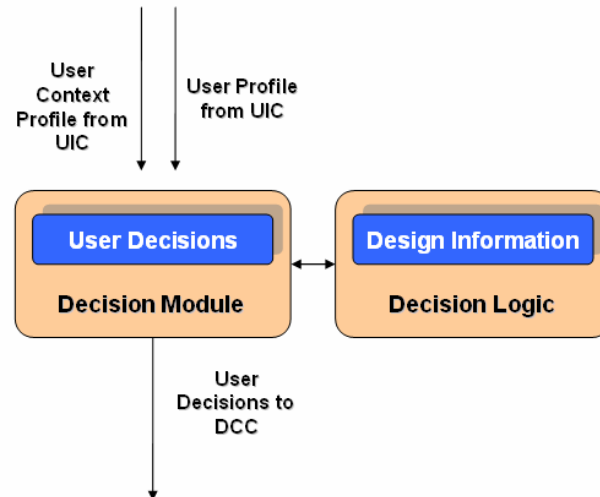 User
Context
Profile from
UIC
User Profile
from UIC
User Decisions
Decision Module
Design Information
Decision Logic
User
Decisions to
DCC